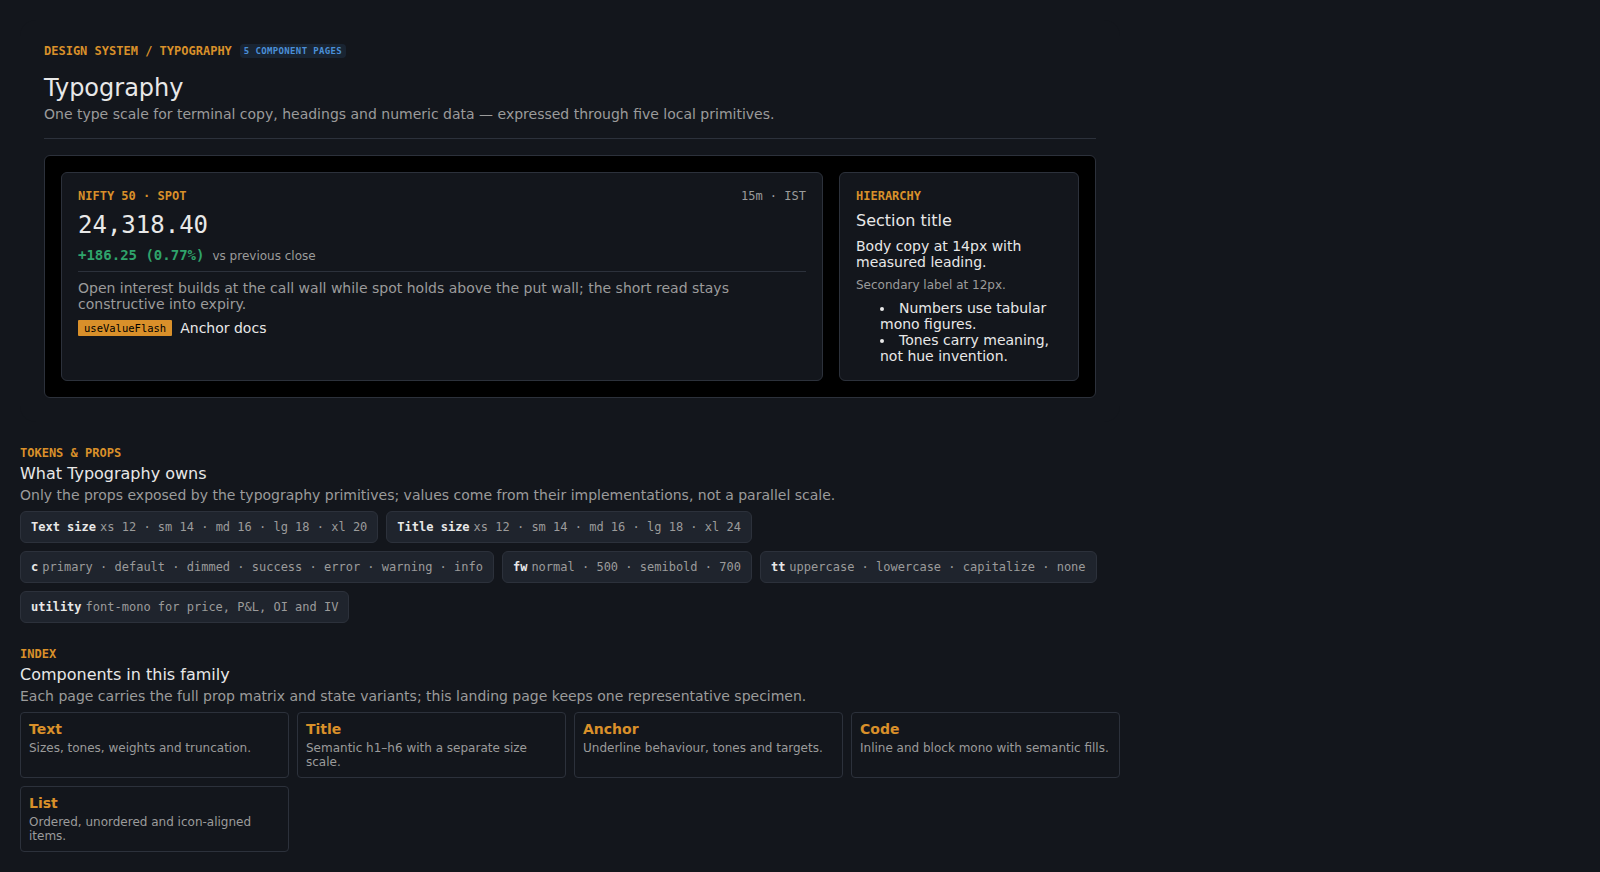 DESIGN SYSTEM / TYPOGRAPHY 5 COMPONENT PAGES
Typography
One type scale for terminal copy, headings and numeric data — expressed through five local primitives.
NIFTY 50 · SPOT
15m · IST
24,318.40
+186.25 (0.77%) vs previous close
Open interest builds at the call wall while spot holds above the put wall; the short read stays
constructive into expiry.
useValueFlash Anchor docs
HIERARCHY
Section title
Body copy at 14px with
measured leading.
Secondary label at 12px.
• Numbers use tabular
mono figures.
• Tones carry meaning,
not hue invention.
TOKENS & PROPS
What Typography owns
Only the props exposed by the typography primitives; values come from their implementations, not a parallel scale.
Text size xs 12 · sm 14 · md 16 · lg 18 · xl 20
Title size xs 12 · sm 14 · md 16 · lg 18 · xl 24
c primary · default · dimmed · success · error · warning · info
fw normal · 500 · semibold · 700
tt uppercase · lowercase · capitalize · none
utility font-mono for price, P&L, OI and IV
INDEX
Components in this family
Each page carries the full prop matrix and state variants; this landing page keeps one representative specimen.
Text
Sizes, tones, weights and truncation.
Title
Semantic h1–h6 with a separate size
scale.
Anchor
Underline behaviour, tones and targets.
Code
Inline and block mono with semantic fills.
List
Ordered, unordered and icon-aligned
items.